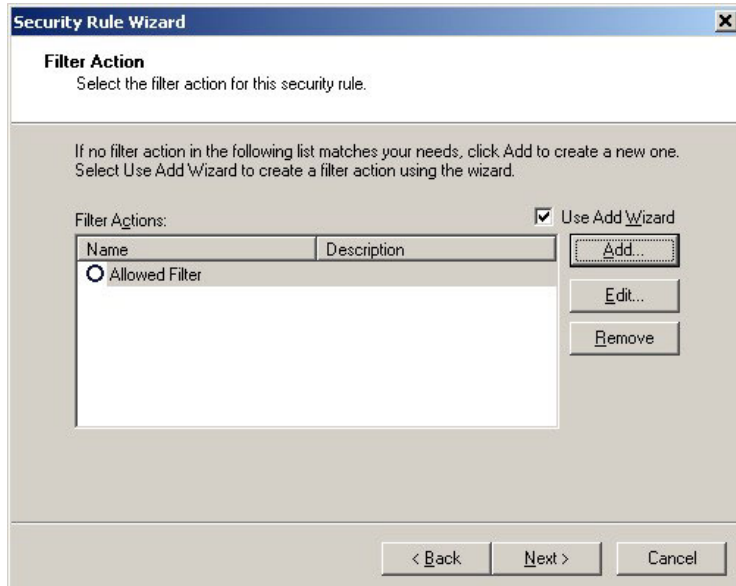 Security Rule Wizard
Filter Action
Select the filter action for this security rule.
If no filter action in the following list matches your needs, click Add to create a new one.
Select Use Add Wizard to create a filter action using the wizard.
Filter Actions:
Use Add Wizard
Name Description
Add...
Allowed Filter
Edit...
Remove
< Back Next > Cancel